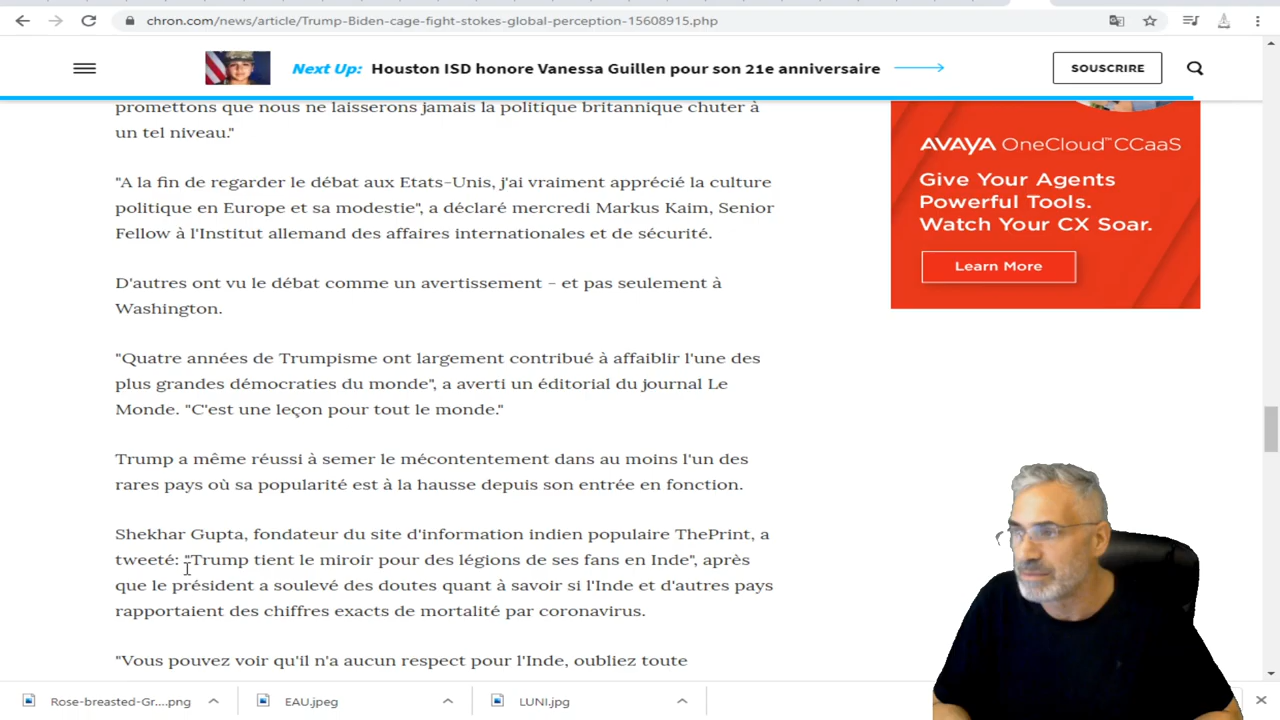 chron.com/news/article/Trump-Biden-cage-fight-stokes-global-perception-15608915.php
Next Up: Houston ISD honore Vanessa Guillen pour son 21e anniversaire
SOUSCRIRE
promettons que nous ne laisserons jamais la politique britannique chuter à
un tel niveau."
"A la fin de regarder le débat aux Etats-Unis, j'ai vraiment apprécié la culture
politique en Europe et sa modestie", a déclaré mercredi Markus Kaim, Senior
Fellow à l'Institut allemand des affaires internationales et de sécurité.
D'autres ont vu le débat comme un avertissement - et pas seulement à
Washington.
"Quatre années de Trumpisme ont largement contribué à affaiblir l'une des
plus grandes démocraties du monde", a averti un éditorial du journal Le
Monde. "C'est une leçon pour tout le monde."
Trump a même réussi à semer le mécontentement dans au moins l'un des
rares pays où sa popularité est à la hausse depuis son entrée en fonction.
Shekhar Gupta, fondateur du site d'information indien populaire ThePrint, a
tweeté: "Trump tient le miroir pour des légions de ses fans en Inde", après
que le président a soulevé des doutes quant à savoir si l'Inde et d'autres pays
rapportaient des chiffres exacts de mortalité par coronavirus.
"Vous pouvez voir qu'il n'a aucun respect pour l'Inde, oubliez toute
AVAYA OneCloud™CCaaS
Give Your Agents
Powerful Tools.
Watch Your CX Soar.
Learn More
Rose-breasted-Gr....png
EAU.jpeg
LUNI.jpg